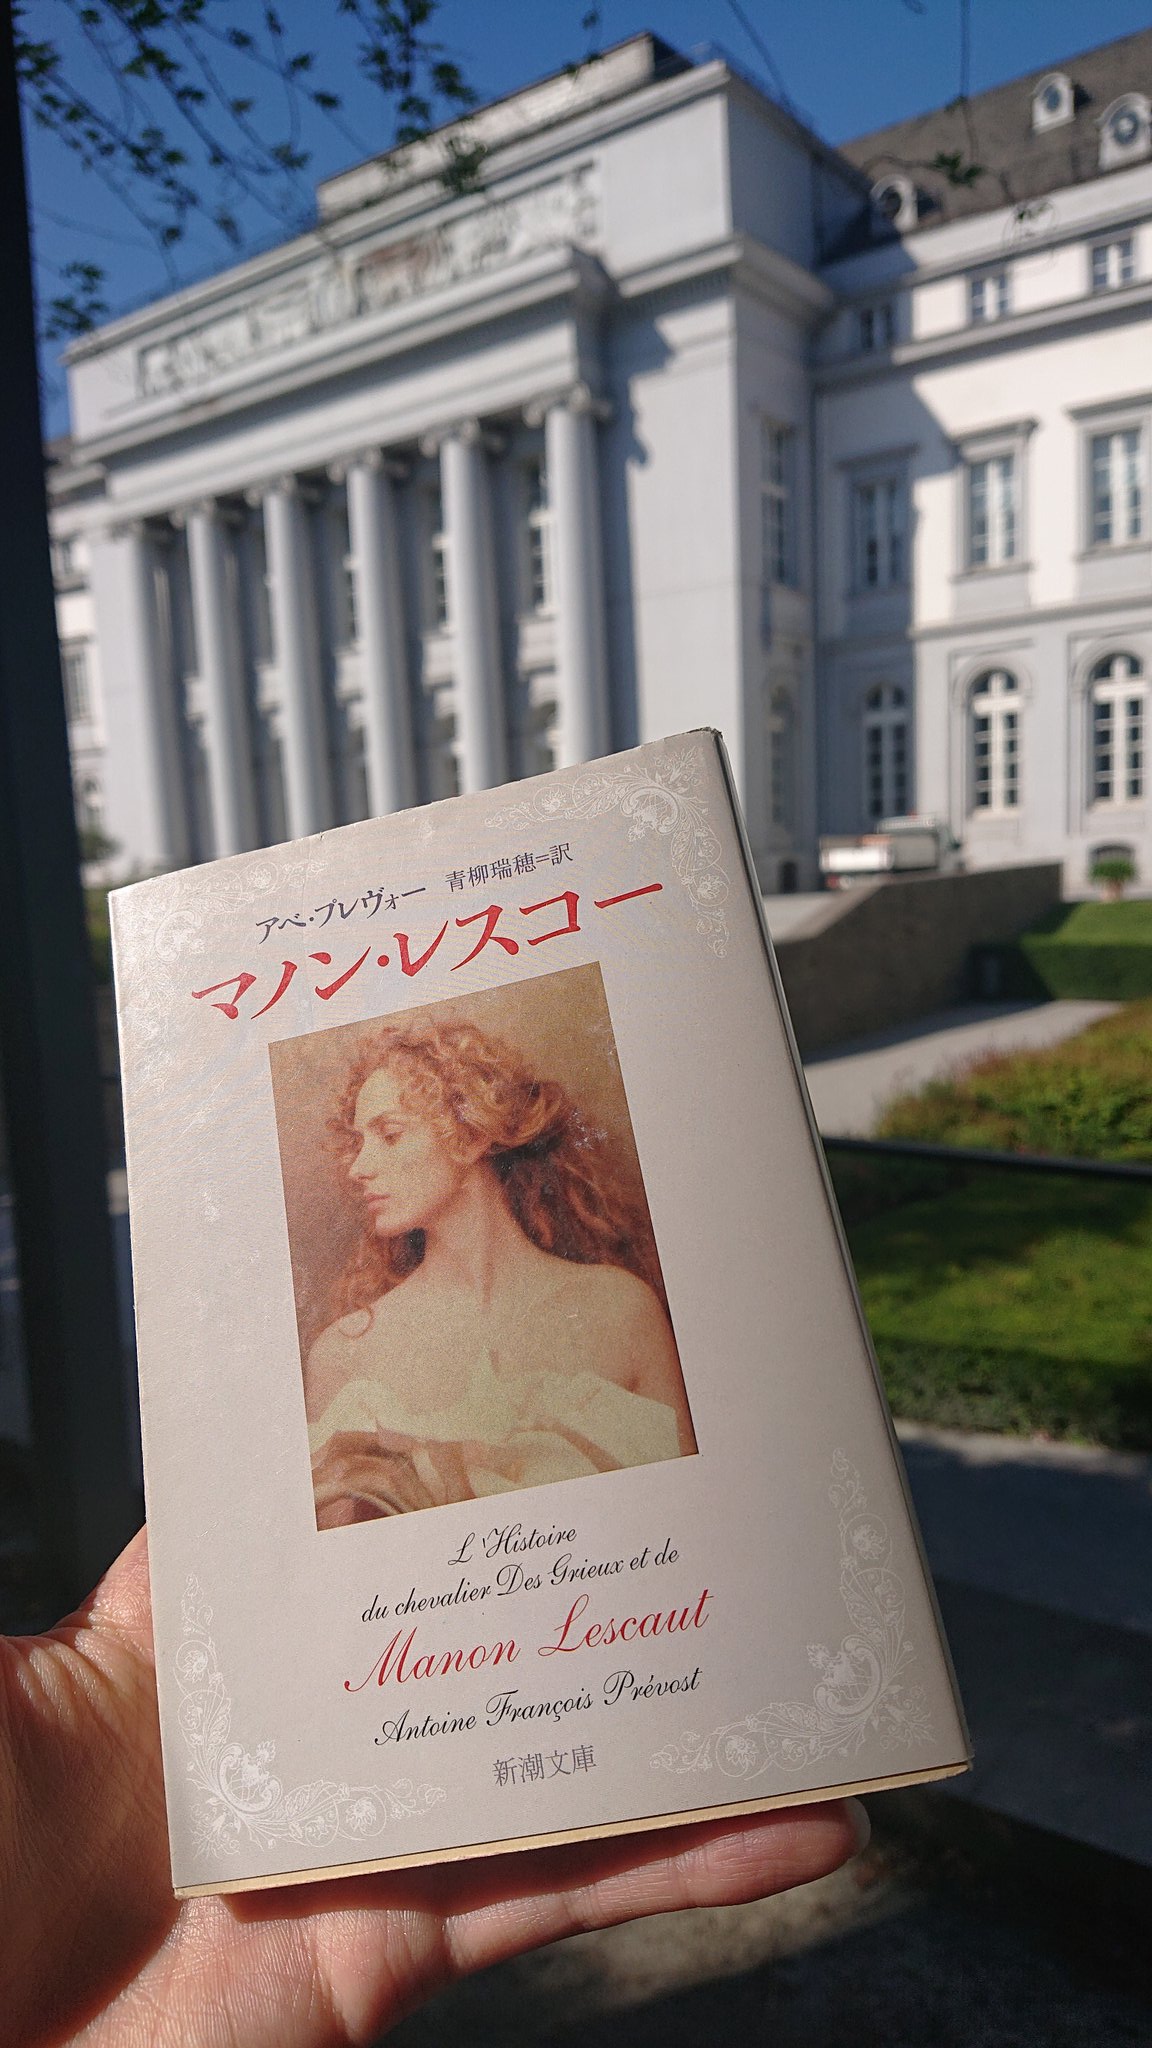 アベ・プレヴォー 青柳瑞穂=訳
マノン・レスコー
L'Histoire
du chevalier Des Grieux et de
Manon Lescaut
Antoine François Prévost
新潮文庫